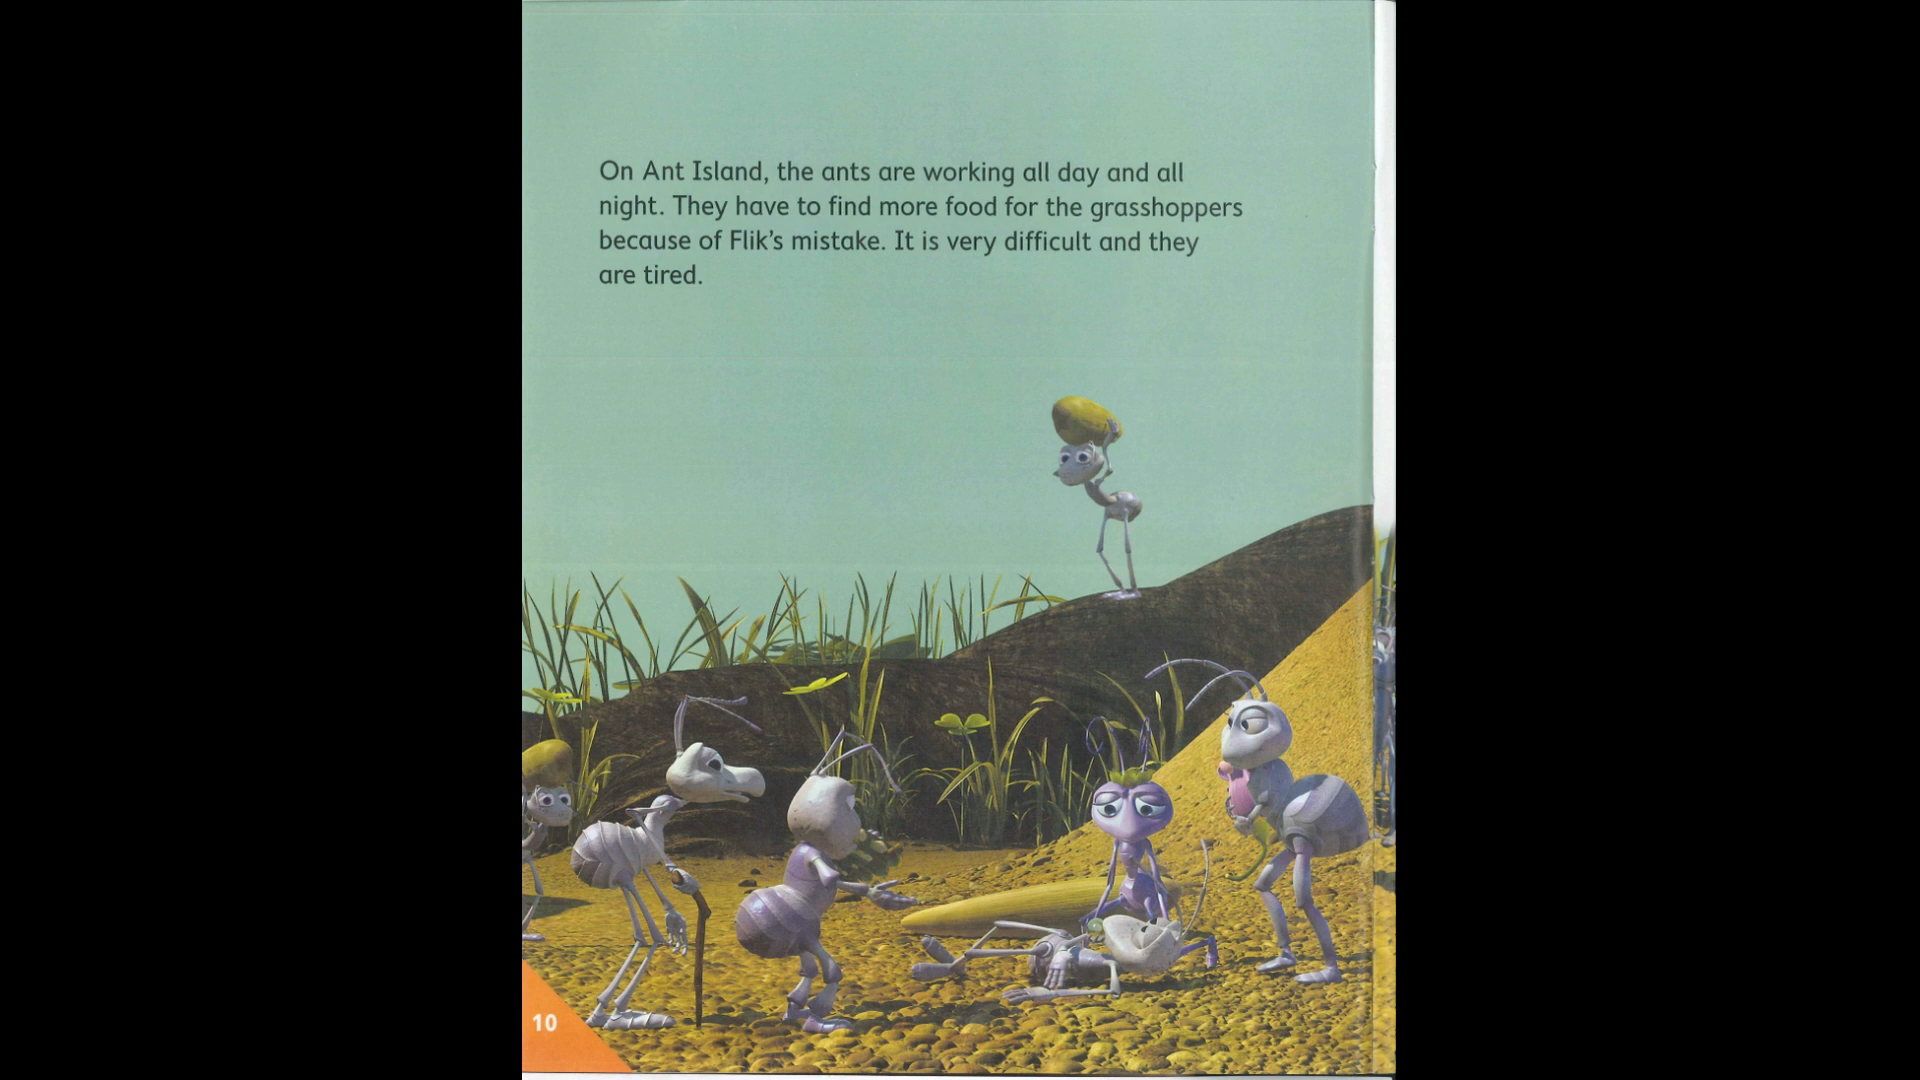 On Ant Island, the ants are working all day and all
night. They have to find more food for the grasshoppers
because of Flik's mistake. It is very difficult and they
are tired.
10